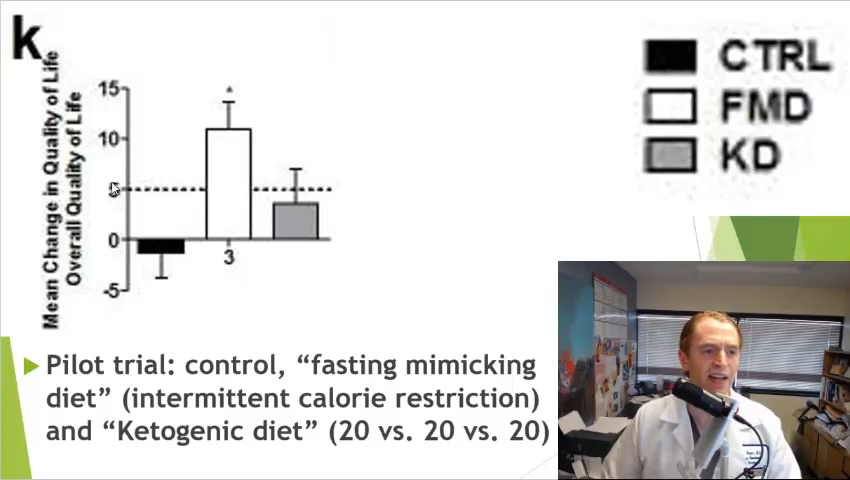 k
Mean Change in Quality of Life
Overall Quality of Life
15
10
0
-5
*
3
CTRL
FMD
KD
Pilot trial: control, “fasting mimicking
diet” (intermittent calorie restriction)
and “Ketogenic diet” (20 vs. 20 vs. 20)